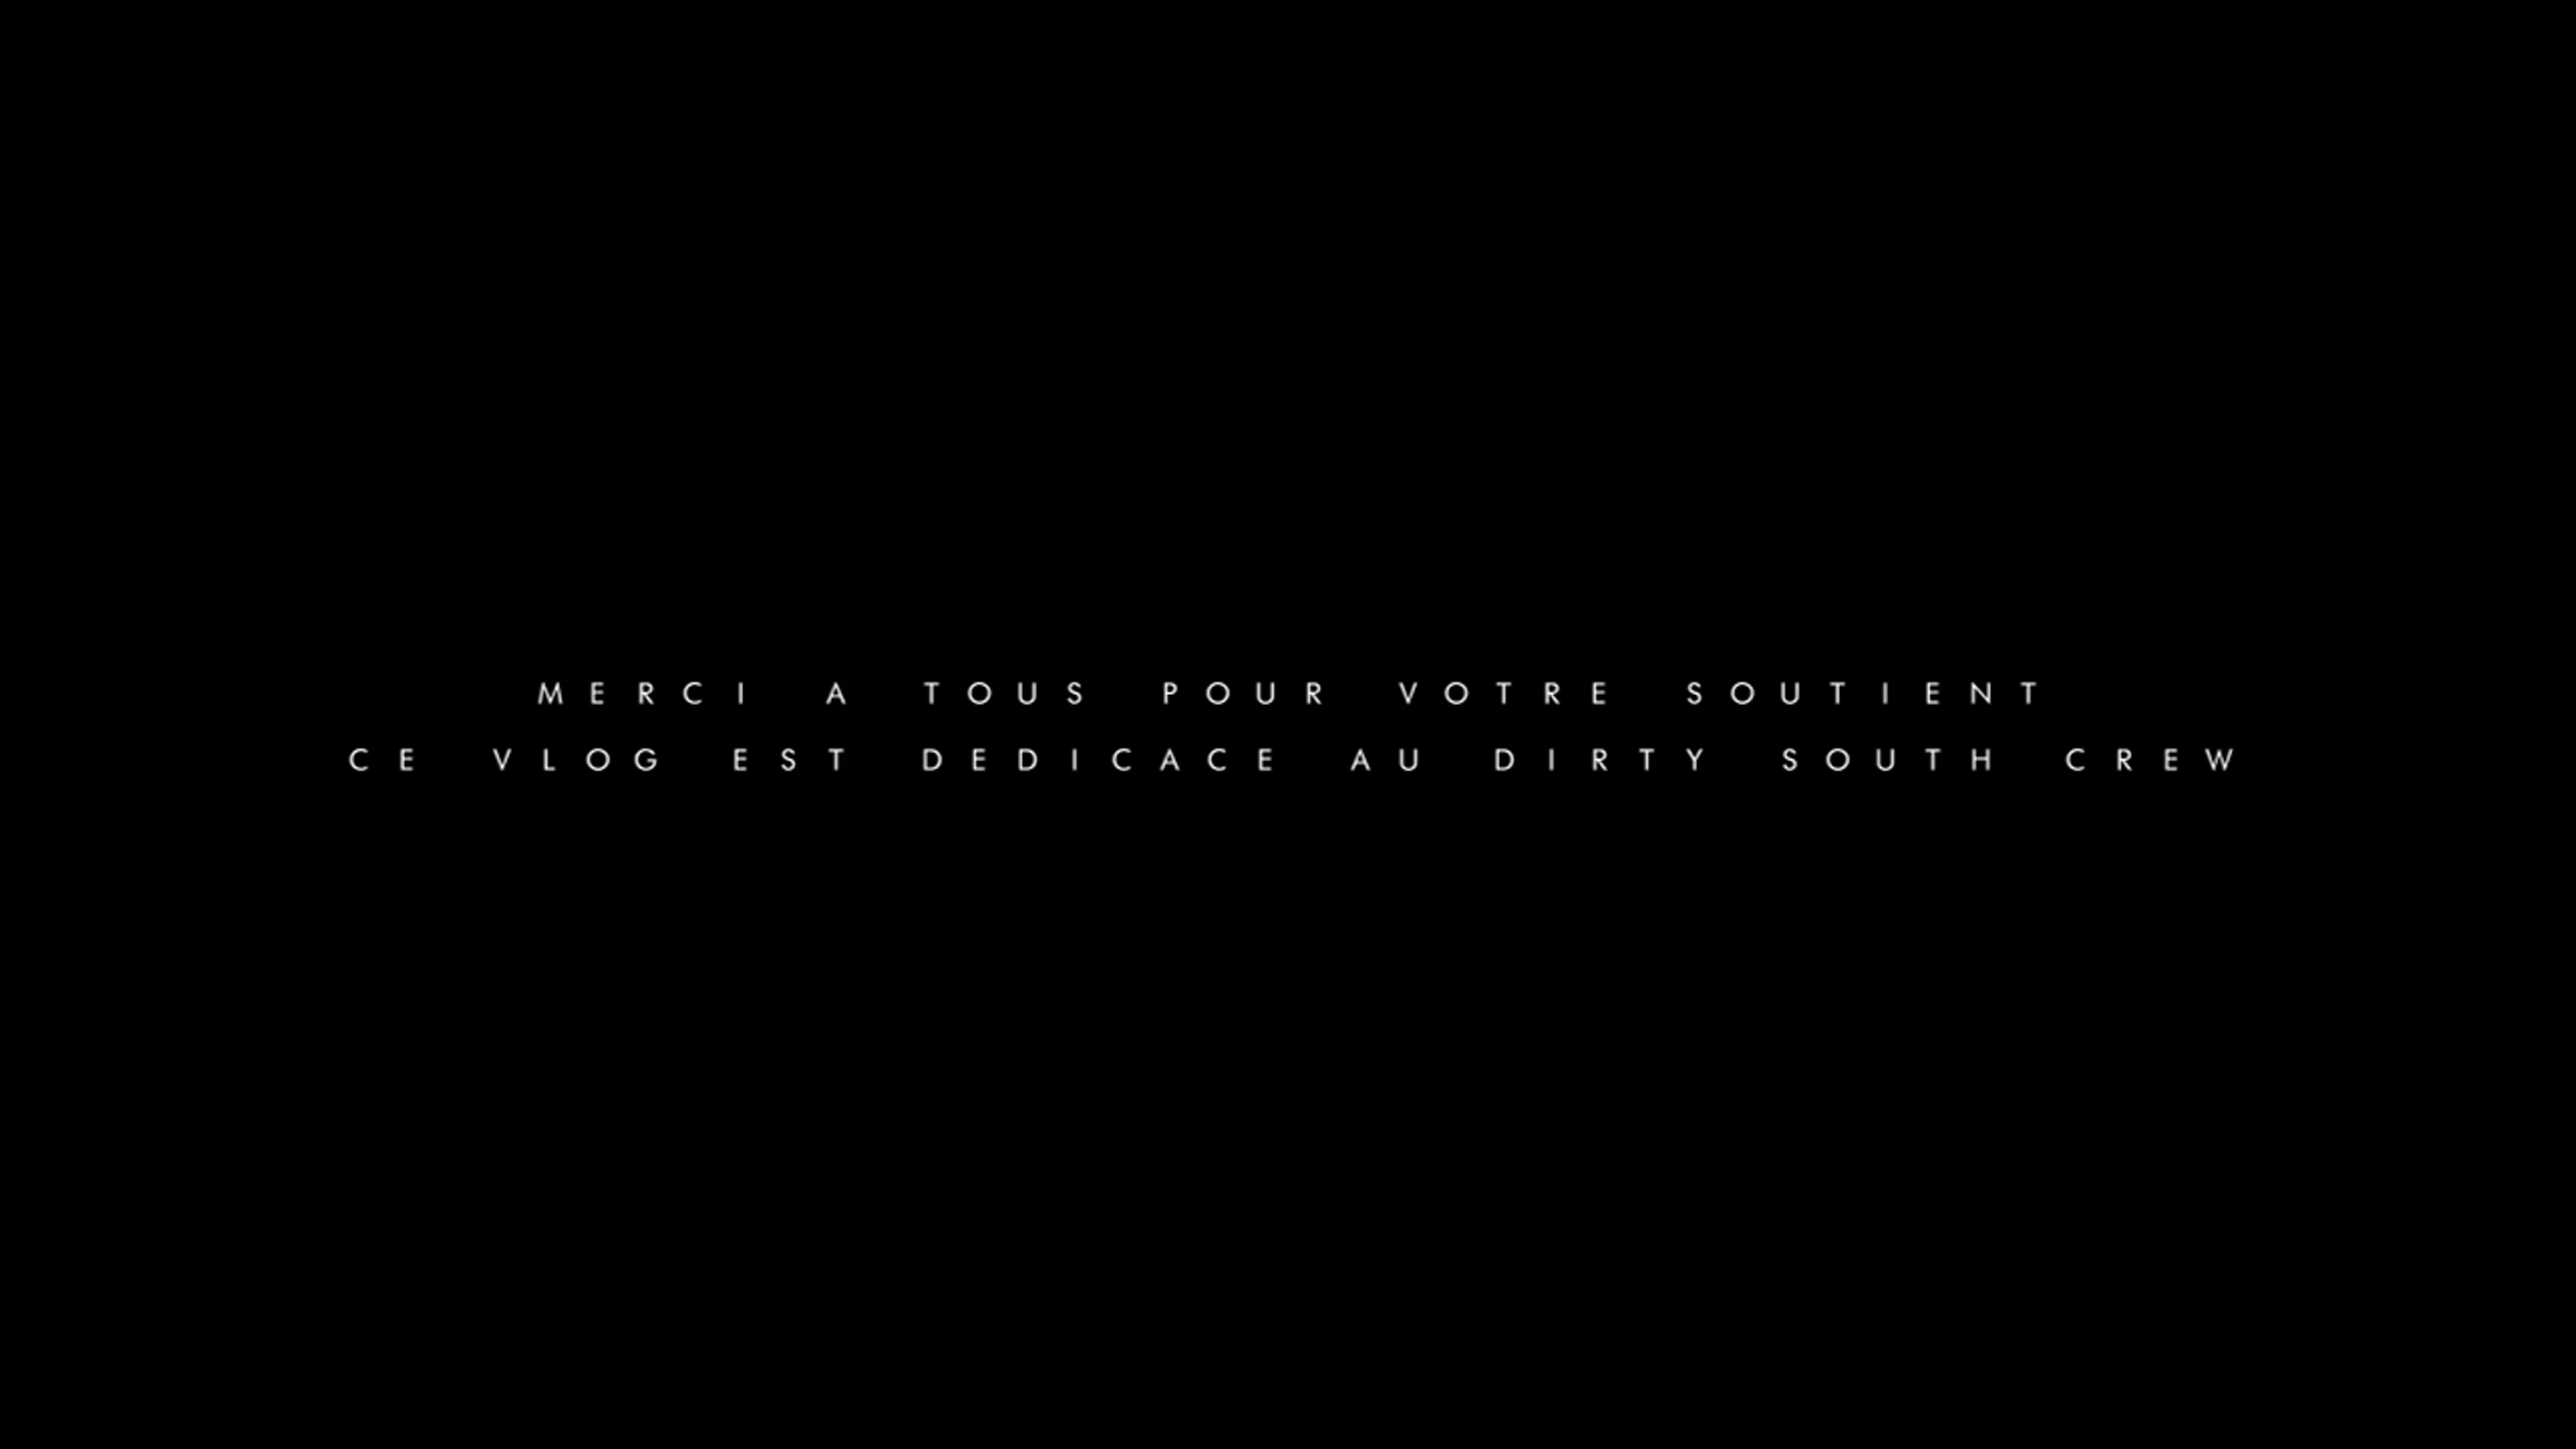 MERCI A TOUS POUR VOTRE SOUTIENT
CE VLOG EST DEDICACE AU DIRTY SOUTH CREW